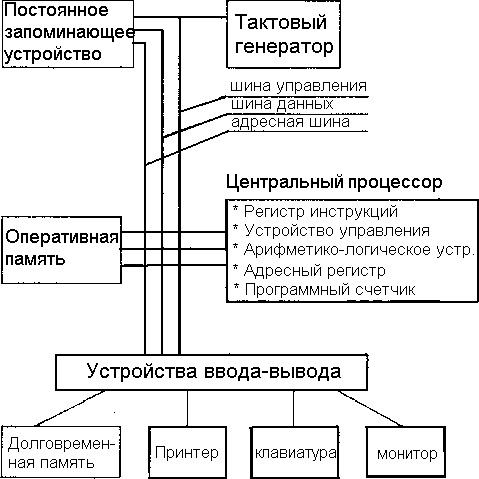 Постоянное
запоминающее
устройство
Тактовый
генератор
шина управления
шина данных
адресная шина
Центральный процессор
* Регистр инструкций
* Устройство управления
* Арифметико-логическое устр.
* Адресный регистр
* Программный счетчик
Оперативная
память
Устройства ввода-вывода
Долговремен-
ная память
Принтер
клавиатура
монитор